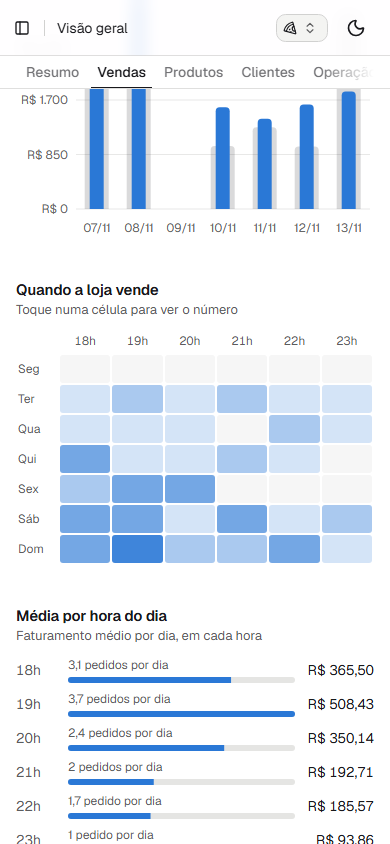 Visão geral
Resumo Vendas Produtos Clientes Operaçã
R$ 1.700
R$ 850
R$ 0
07/11 08/11 09/11 10/11 11/11 12/11 13/11
Quando a loja vende
Toque numa célula para ver o número
18h 19h 20h 21h 22h 23h
Seg
Ter
Qua
Qui
Sex
Sáb
Dom
Média por hora do dia
Faturamento médio por dia, em cada hora
18h 3,1 pedidos por dia R$ 365,50
19h 3,7 pedidos por dia R$ 508,43
20h 2,4 pedidos por dia R$ 350,14
21h 2 pedidos por dia R$ 192,71
22h 1,7 pedido por dia R$ 185,57
23h 1 pedido por dia R$ 93,86